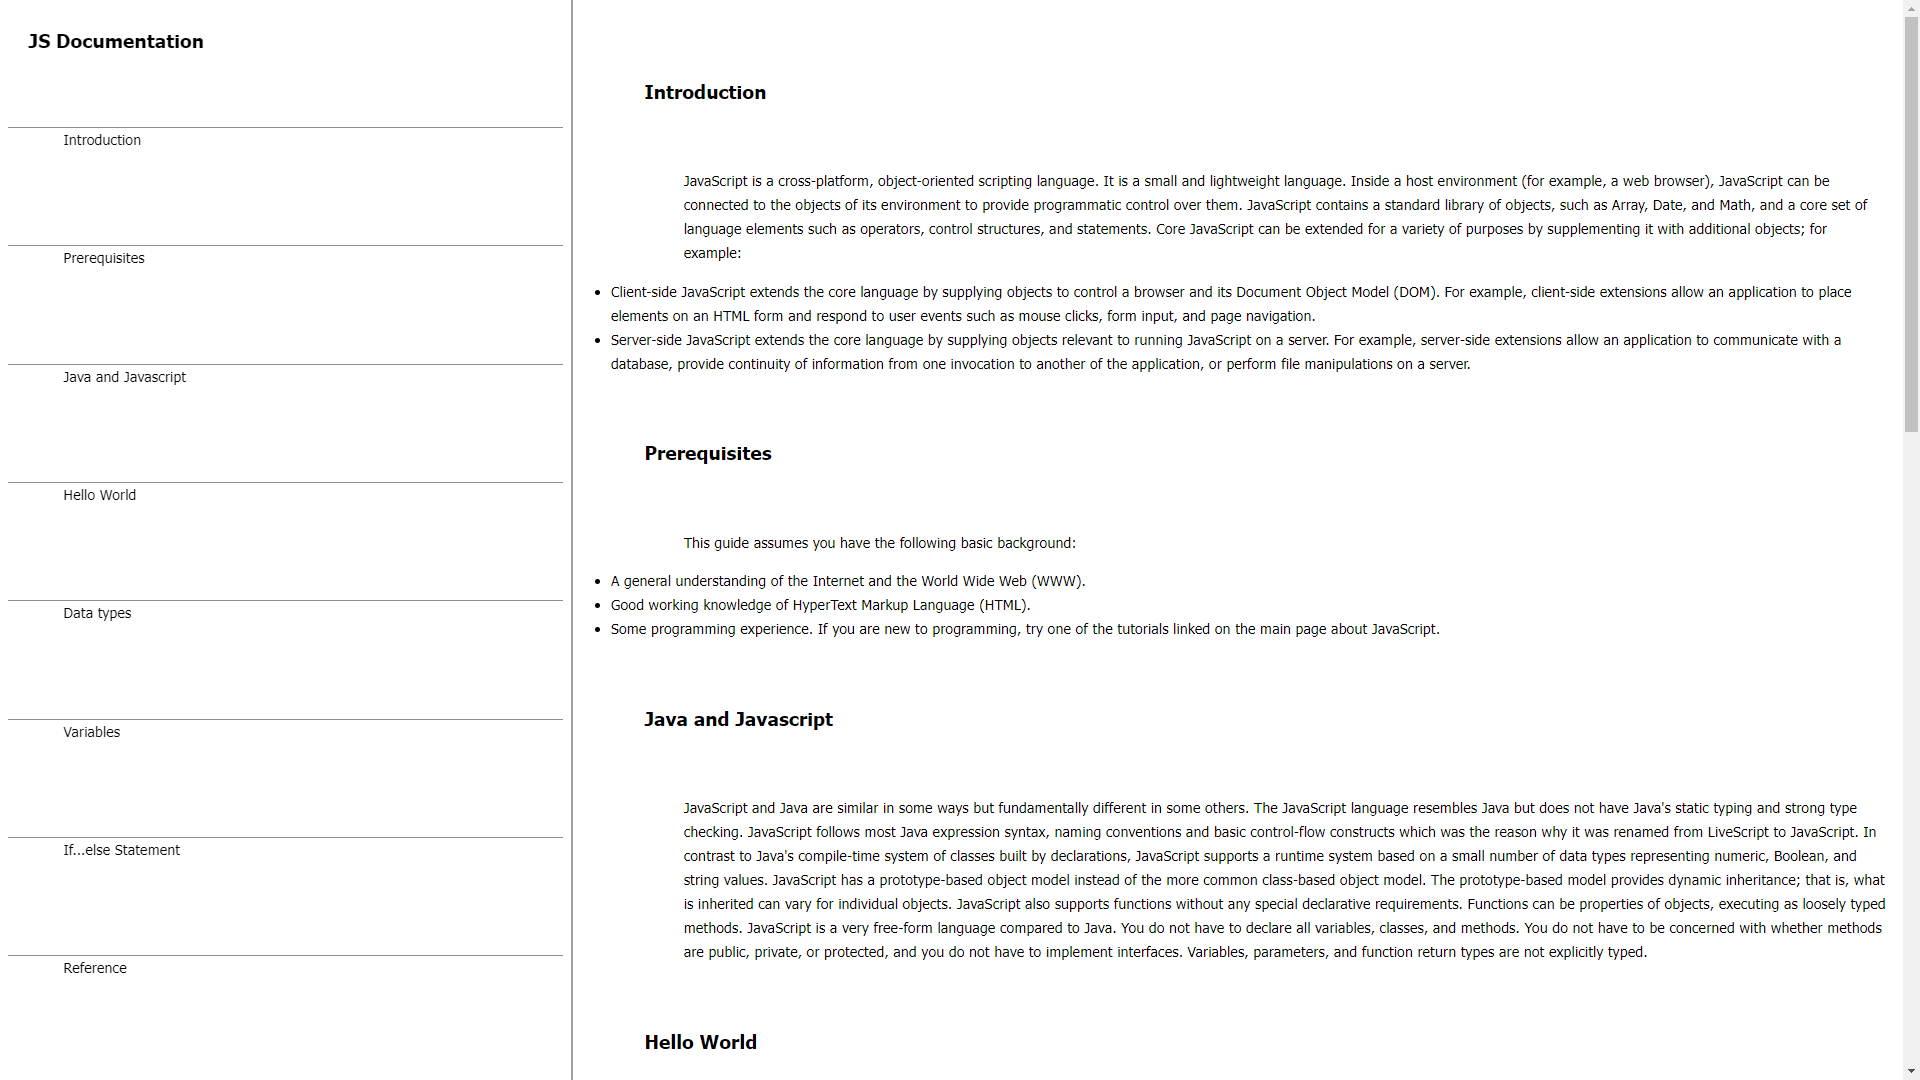 JS Documentation
Introduction
Prerequisites
Java and Javascript
Hello World
Data types
Variables
If...else Statement
Reference
Introduction
JavaScript is a cross-platform, object-oriented scripting language. It is a small and lightweight language. Inside a host environment (for example, a web browser), JavaScript can be
connected to the objects of its environment to provide programmatic control over them. JavaScript contains a standard library of objects, such as Array, Date, and Math, and a core set of
language elements such as operators, control structures, and statements. Core JavaScript can be extended for a variety of purposes by supplementing it with additional objects; for
example:
• Client-side JavaScript extends the core language by supplying objects to control a browser and its Document Object Model (DOM). For example, client-side extensions allow an application to place
elements on an HTML form and respond to user events such as mouse clicks, form input, and page navigation.
• Server-side JavaScript extends the core language by supplying objects relevant to running JavaScript on a server. For example, server-side extensions allow an application to communicate with a
database, provide continuity of information from one invocation to another of the application, or perform file manipulations on a server.
Prerequisites
This guide assumes you have the following basic background:
• A general understanding of the Internet and the World Wide Web (WWW).
• Good working knowledge of HyperText Markup Language (HTML).
• Some programming experience. If you are new to programming, try one of the tutorials linked on the main page about JavaScript.
Java and Javascript
JavaScript and Java are similar in some ways but fundamentally different in some others. The JavaScript language resembles Java but does not have Java's static typing and strong type
checking. JavaScript follows most Java expression syntax, naming conventions and basic control-flow constructs which was the reason why it was renamed from LiveScript to JavaScript. In
contrast to Java's compile-time system of classes built by declarations, JavaScript supports a runtime system based on a small number of data types representing numeric, Boolean, and
string values. JavaScript has a prototype-based object model instead of the more common class-based object model. The prototype-based model provides dynamic inheritance; that is, what
is inherited can vary for individual objects. JavaScript also supports functions without any special declarative requirements. Functions can be properties of objects, executing as loosely typed
methods. JavaScript is a very free-form language compared to Java. You do not have to declare all variables, classes, and methods. You do not have to be concerned with whether methods
are public, private, or protected, and you do not have to implement interfaces. Variables, parameters, and function return types are not explicitly typed.
Hello World